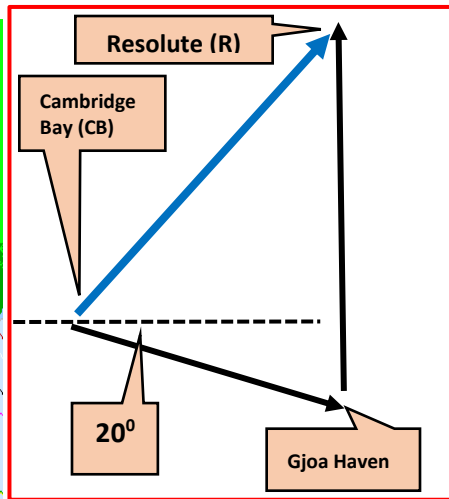 Resolute (R)
Cambridge
Bay (CB)
20⁰
Gjoa Haven